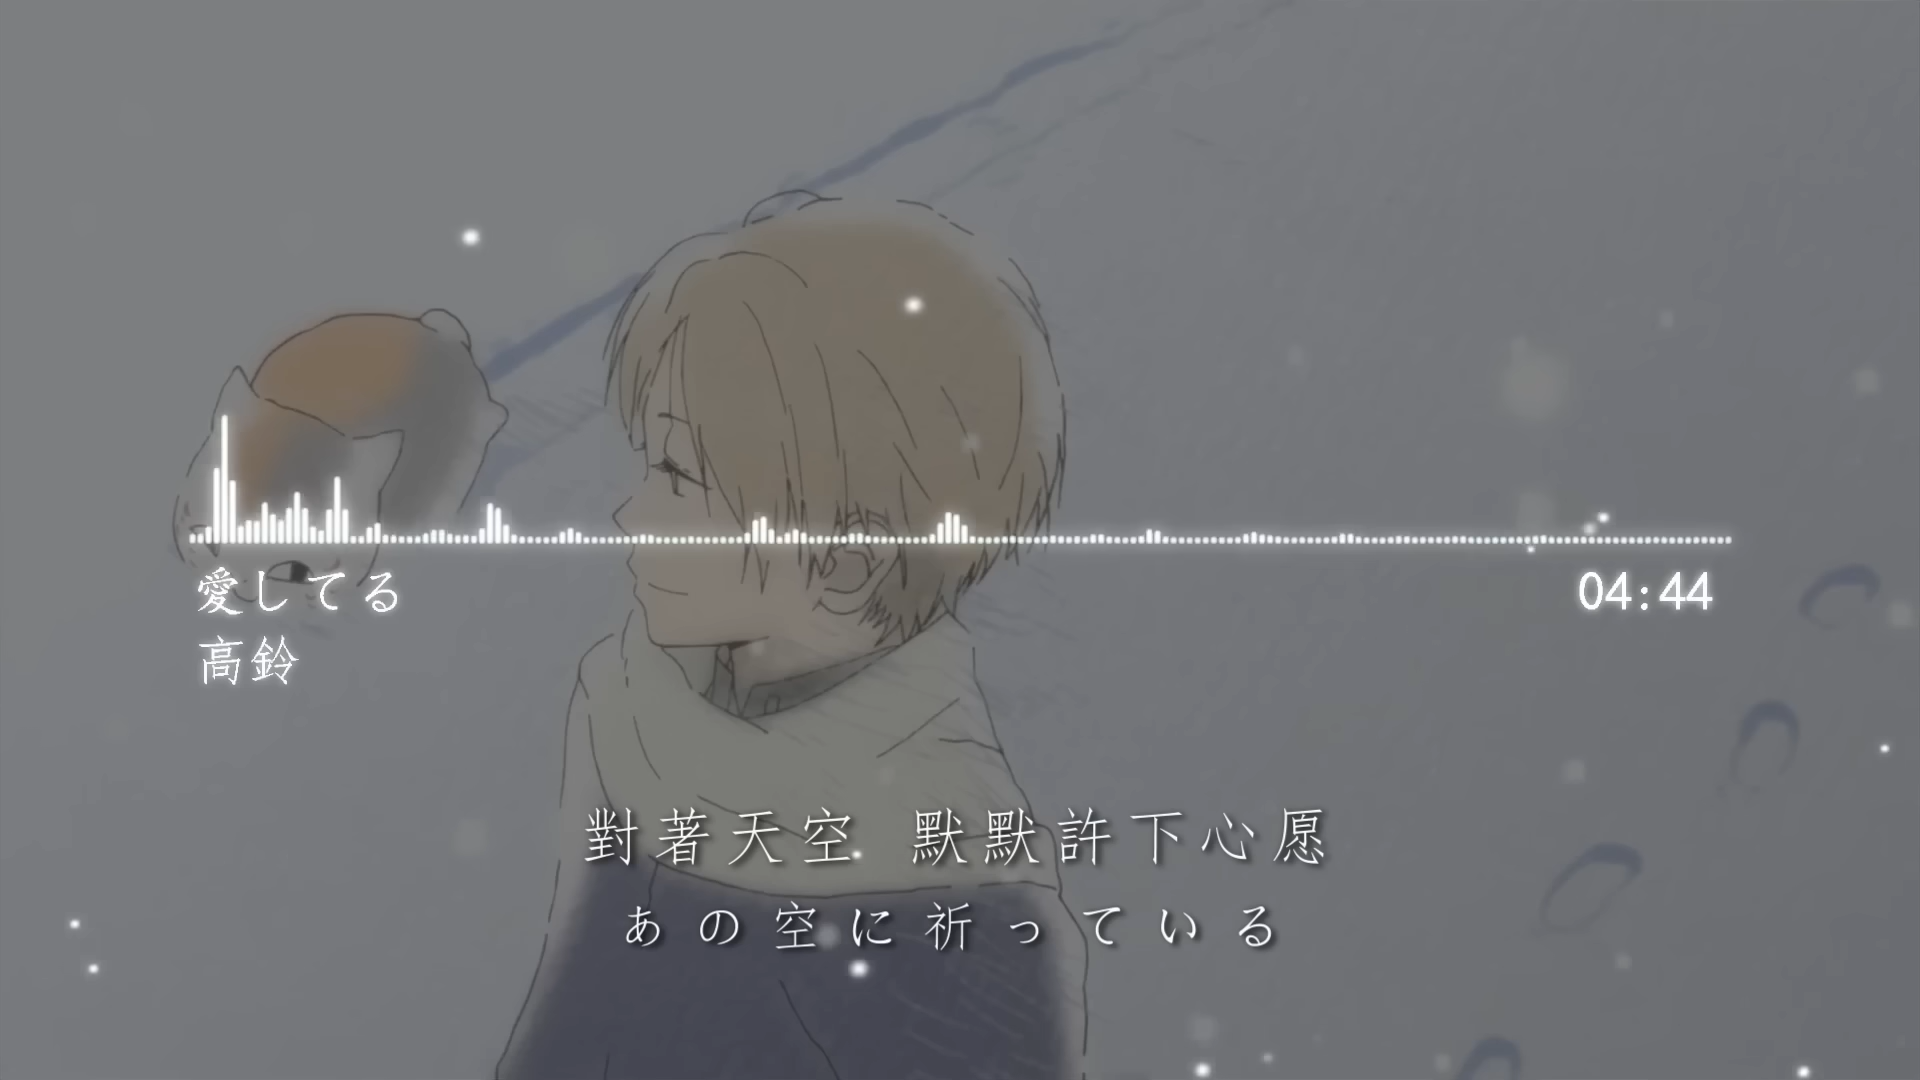 愛してる
04:44
高鈴
對著天空 默默許下心愿
あの空に祈っている